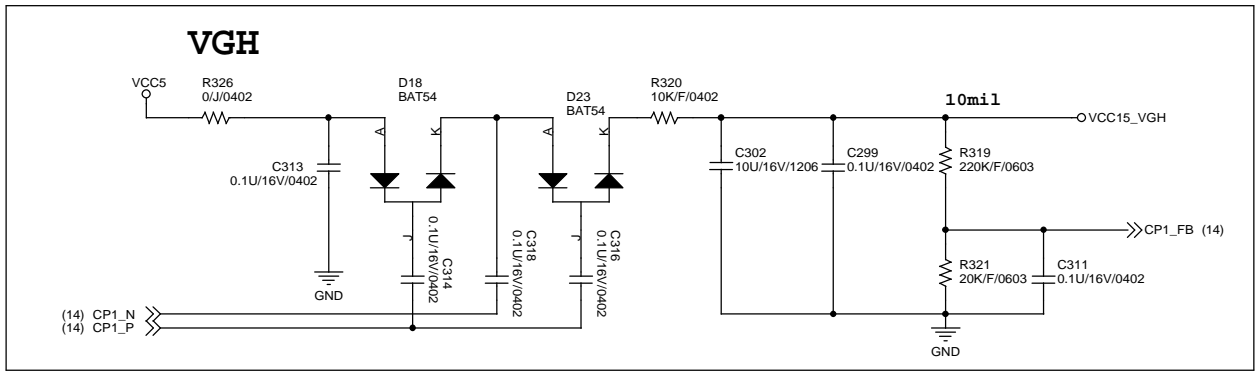 VGH
VCC5
R326
0/J/0402
D18
BAT54
D23
BAT54
R320
10K/F/0402
10mil
VCC15_VGH
A
K
A
K
C313
0.1U/16V/0402
C302
10U/16V/1206
C299
0.1U/16V/0402
R319
220K/F/0603
J
C314
0.1U/16V/0402
C318
0.1U/16V/0402
J
C316
0.1U/16V/0402
CP1_FB (14)
R321
20K/F/0603
C311
0.1U/16V/0402
GND
(14) CP1_N
(14) CP1_P
GND